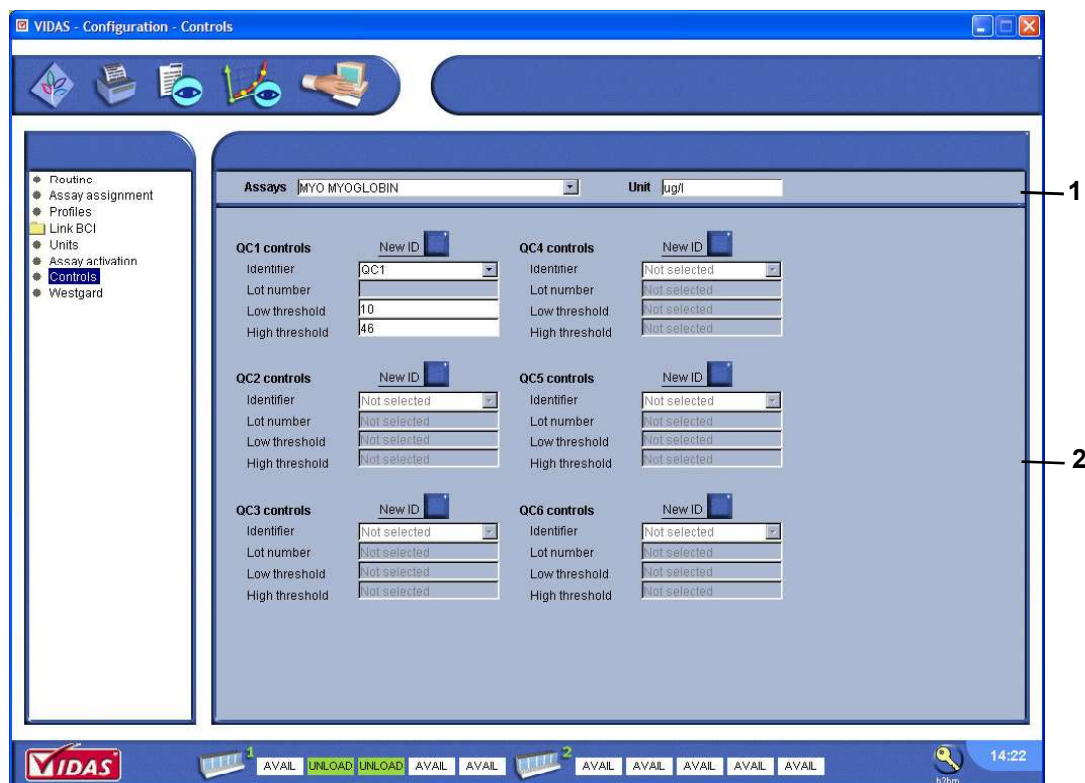 VIDAS - Configuration - Controls
Routine
Assay assignment
Profiles
Link BCI
Units
Assay activation
Controls
Westgard
Assays MYO MYOGLOBIN Unit ug/l
1
QC1 controls New ID
Identifier QC1
Lot number
Low threshold 10
High threshold 46
QC4 controls New ID
Identifier Not selected
Lot number Not selected
Low threshold Not selected
High threshold Not selected
QC2 controls New ID
Identifier Not selected
Lot number Not selected
Low threshold Not selected
High threshold Not selected
QC5 controls New ID
Identifier Not selected
Lot number Not selected
Low threshold Not selected
High threshold Not selected
2
QC3 controls New ID
Identifier Not selected
Lot number Not selected
Low threshold Not selected
High threshold Not selected
QC6 controls New ID
Identifier Not selected
Lot number Not selected
Low threshold Not selected
High threshold Not selected
VIDAS
1 AVAIL UNLOAD UNLOAD AVAIL AVAIL 2 AVAIL AVAIL AVAIL AVAIL AVAIL
14:22